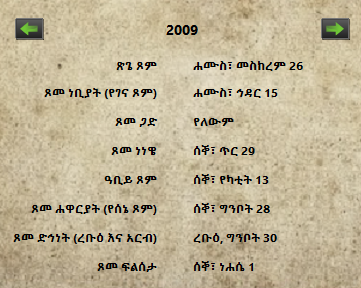 2009
ጽጌ ጾም ሐሙስ፣ መስከረም 26
ጾመ ነቢያት (የገና ጾም) ሐሙስ፣ ኅዳር 15
ጾመ ጋድ የለውም
ጾመ ነነዌ ሰኞ፣ ጥር 29
ዓቢይ ጾም ሰኞ፣ የካቲት 13
ጾመ ሐዋርያት (የሰኔ ጾም) ሰኞ፣ ግንቦት 28
ጾመ ድኅነት (ረቡዕ እና አርብ) ረቡዕ, ግንቦት 30
ጾመ ፍልሰታ ሰኞ፣ ነሐሴ 1